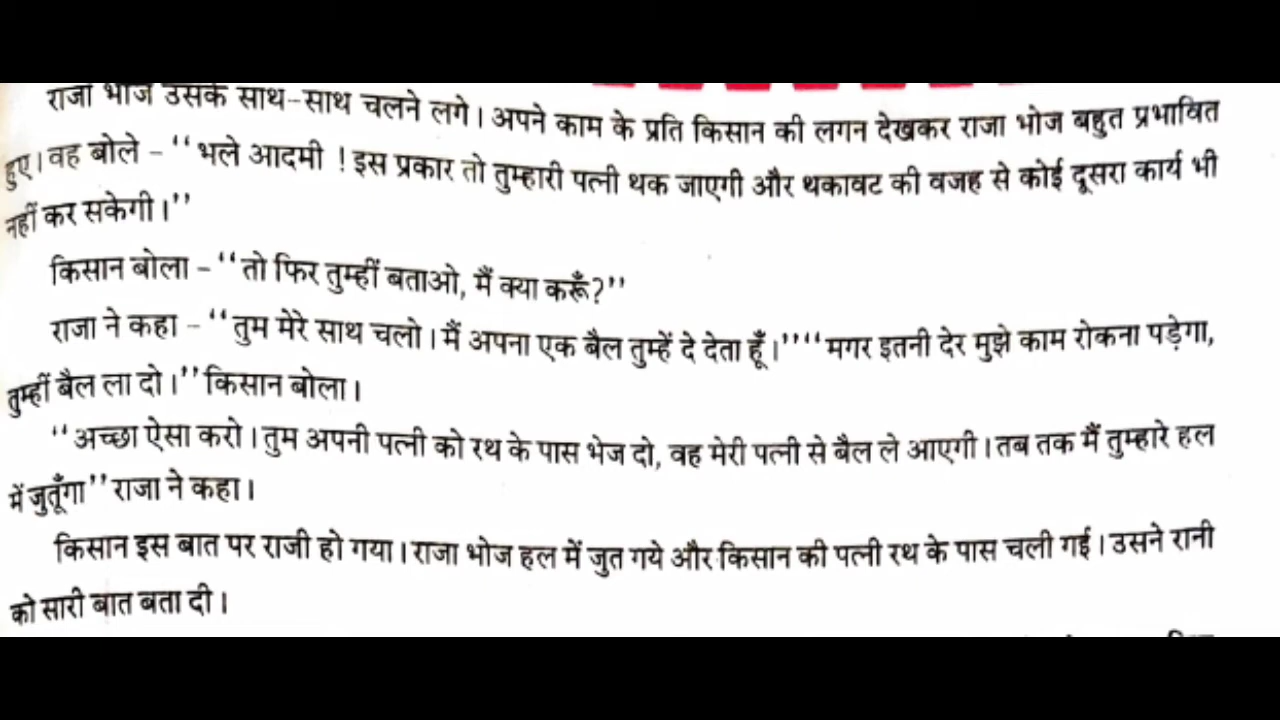 राजा भोज उसके साथ-साथ चलने लगे। अपने काम के प्रति किसान की लगन देखकर राजा भोज बहुत प्रभावित
हुए। वह बोले - ‘‘भले आदमी ! इस प्रकार तो तुम्हारी पत्नी थक जाएगी और थकावट की वजह से कोई दूसरा कार्य भी
नहीं कर सकेगी।’’
किसान बोला - ‘‘तो फिर तुम्हीं बताओ, मैं क्या करूँ?’’
राजा ने कहा - ‘‘तुम मेरे साथ चलो। मैं अपना एक बैल तुम्हें दे देता हूँ।’’‘‘मगर इतनी देर मुझे काम रोकना पड़ेगा,
तुम्हीं बैल ला दो।’’ किसान बोला।
‘‘अच्छा ऐसा करो। तुम अपनी पत्नी को रथ के पास भेज दो, वह मेरी पत्नी से बैल ले आएगी। तब तक मैं तुम्हारे हल
में जुतूँगा’’ राजा ने कहा।
किसान इस बात पर राजी हो गया। राजा भोज हल में जुत गये और किसान की पत्नी रथ के पास चली गई। उसने रानी
को सारी बात बता दी।